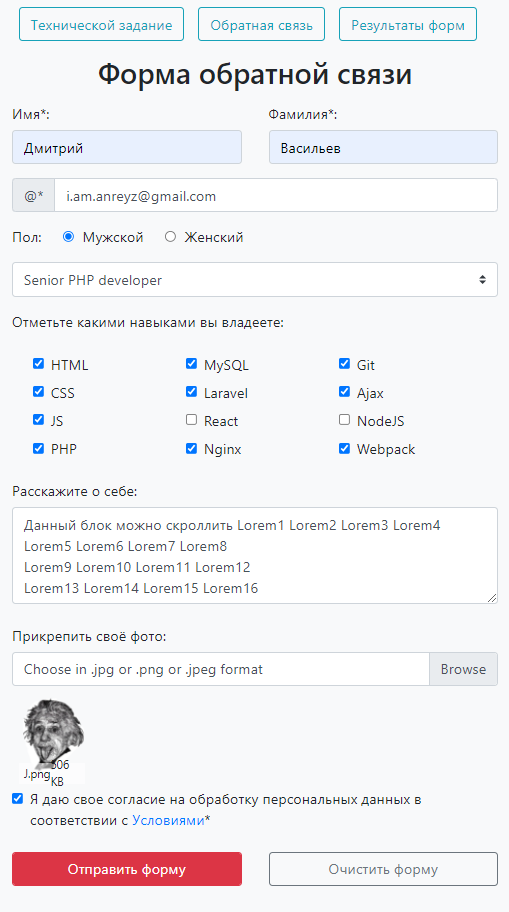 Технической задание Обратная связь Результаты форм
Форма обратной связи
Имя*: Фамилия*:
Дмитрий Васильев
@* i.am.anreyz@gmail.com
Пол: Мужской Женский
Senior PHP developer
Отметьте какими навыками вы владеете:
HTML MySQL Git
CSS Laravel Ajax
JS React NodeJS
PHP Nginx Webpack
Расскажите о себе:
Данный блок можно скроллить Lorem1 Lorem2 Lorem3 Lorem4
Lorem5 Lorem6 Lorem7 Lorem8
Lorem9 Lorem10 Lorem11 Lorem12
Lorem13 Lorem14 Lorem15 Lorem16
Прикрепить своё фото:
Choose in .jpg or .png or .jpeg format Browse
J.png 506
KB
Я даю свое согласие на обработку персональных данных в
соответствии с Условиями*
Отправить форму Очистить форму